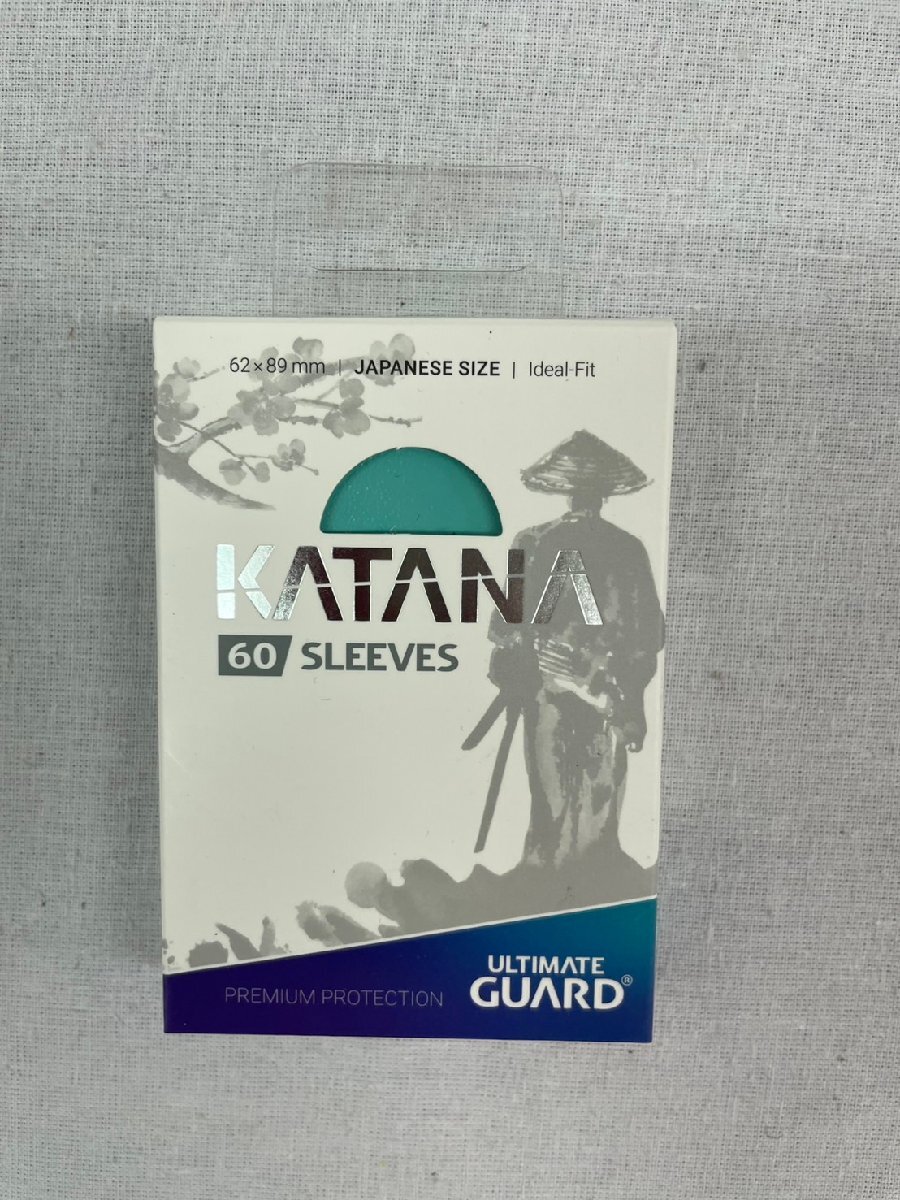 62 × 89 mm | JAPANESE SIZE | Ideal-Fit
KATANA
60 SLEEVES
PREMIUM PROTECTION
ULTIMATE
GUARD®